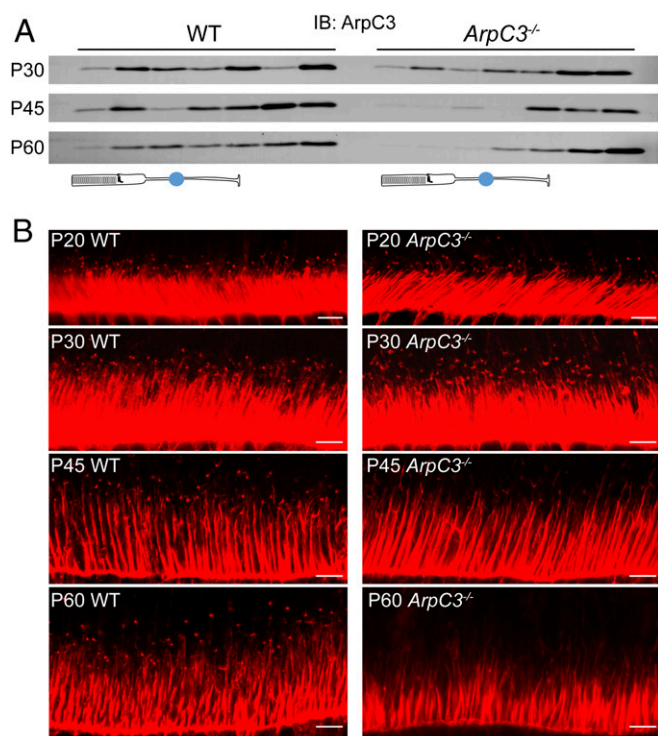 A
IB: ArpC3
WT
ArpC3-/-
P30
P45
P60
B
P20 WT
P20 ArpC3-/-
P30 WT
P30 ArpC3-/-
P45 WT
P45 ArpC3-/-
P60 WT
P60 ArpC3-/-